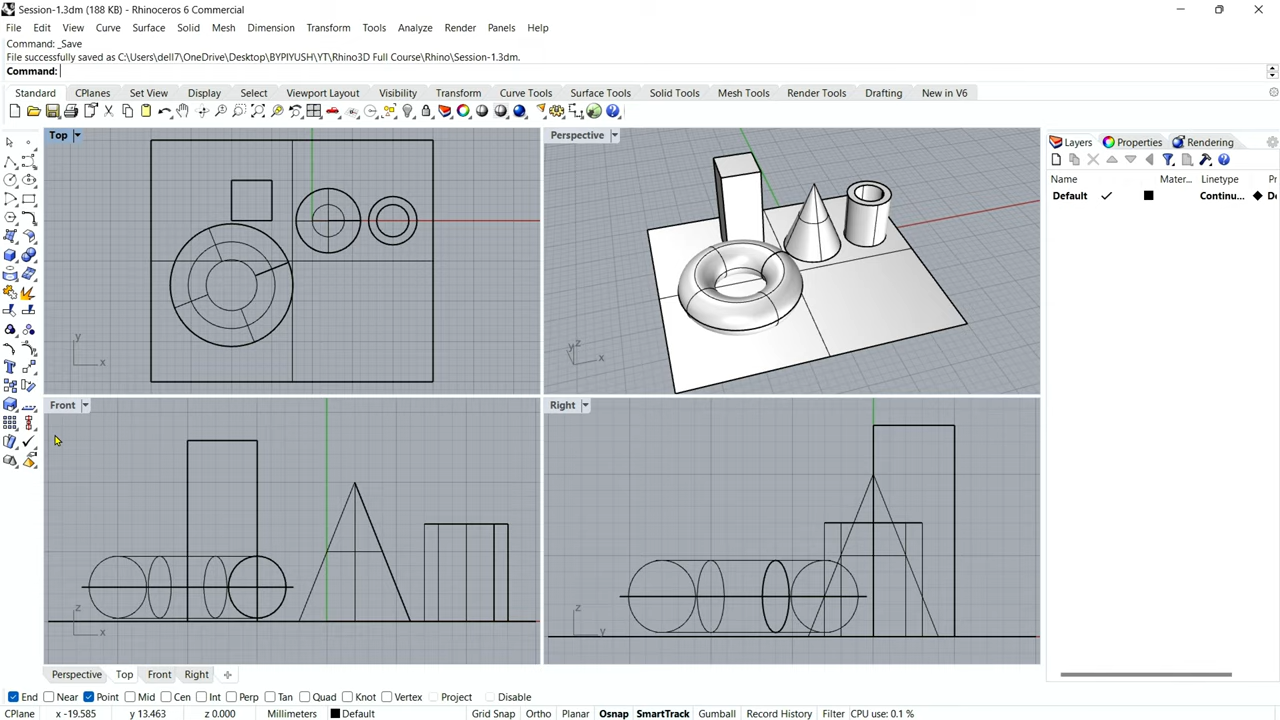 Session-1.3dm (188 KB) - Rhinoceros 6 Commercial
File Edit View Curve Surface Solid Mesh Dimension Transform Tools Analyze Render Panels Help
Command: _Save
File successfully saved as C:\Users\dell7\OneDrive\Desktop\BYPIYUSH\YT\Rhino3D Full Course\Rhino\Session-1.3dm.
Command:
Standard CPlanes Set View Display Select Viewport Layout Visibility Transform Curve Tools Surface Tools Solid Tools Mesh Tools Render Tools Drafting New in V6
Top Perspective
Layers Properties Rendering
Name Mater... Linetype
Default Continu...
y
x
z
y
x
Front Right
z
x
z
y
Perspective Top Front Right
End Near Point Mid Cen Int Perp Tan Quad Knot Vertex Project Disable
CPlane x -19.585 y 13.463 z 0.000 Millimeters Default Grid Snap Ortho Planar Osnap SmartTrack Gumball Record History Filter CPU use: 0.1 %